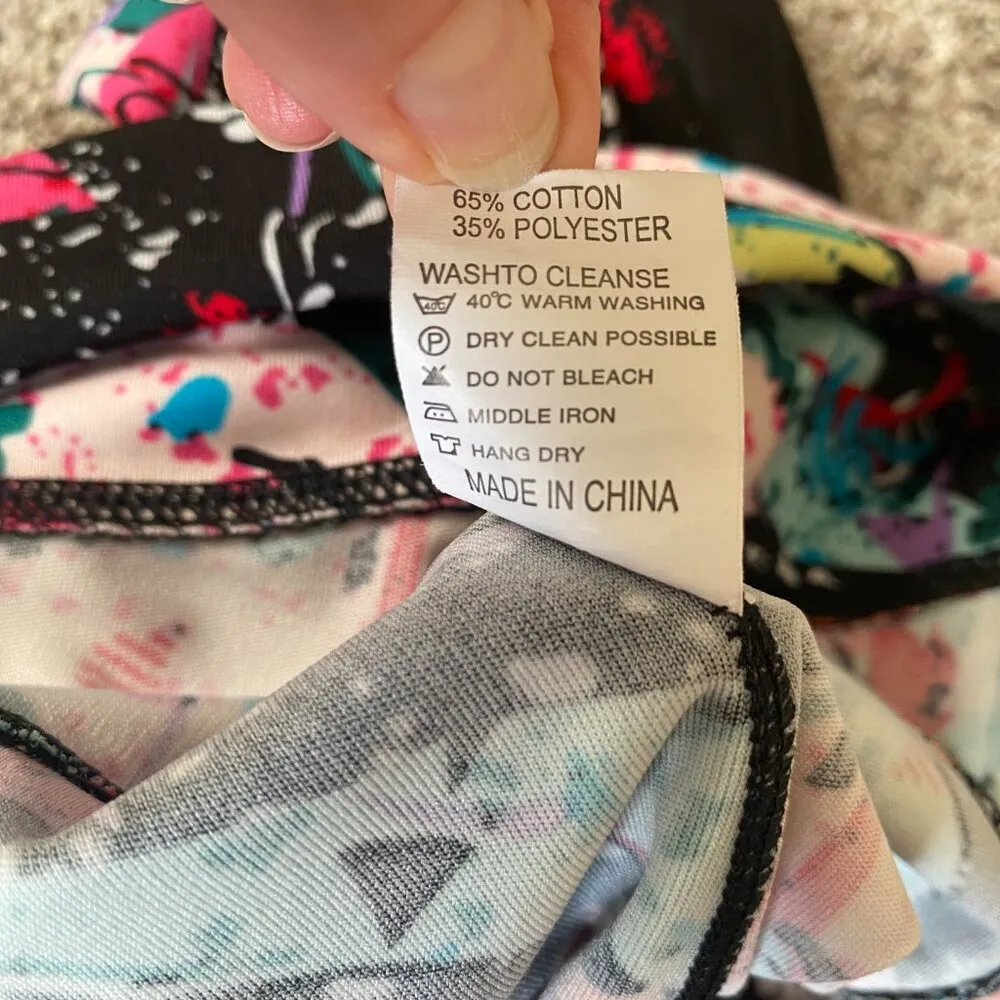 65% COTTON
35% POLYESTER
WASHTO CLEANSE
40°C 40°C WARM WASHING
P DRY CLEAN POSSIBLE
DO NOT BLEACH
MIDDLE IRON
HANG DRY
MADE IN CHINA